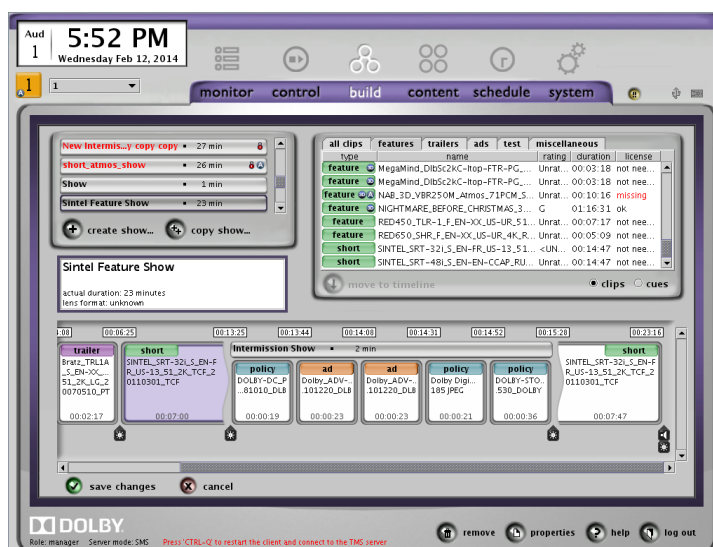 Aud
1
5:52 PM
Wednesday Feb 12, 2014
1
1
monitor
control
build
content
schedule
system
New Intermis...y copy copy ▪ 27 min
short_atmos_show ▪ 26 min
Show ▪ 1 min
Sintel Feature Show ▪ 23 min
create show...
copy show...
all clips
features
trailers
ads
test
miscellaneous
type name rating duration license
feature 3D MegaMind_DlbSc2kC-Itop-FTR-PG_... Unrat... 00:03:18 not nee...
feature 3D MegaMind_DlbSc2kC-Itop-FTR-PG_... Unrat... 00:03:18 not nee...
feature 3D A NAB_3D_VBR250M_Atmos_71PCM_S... Unrat... 00:10:16 missing
feature 3D NIGHTMARE_BEFORE_CHRISTMAS_3... G 01:16:31 ok
feature RED450_TLR-1_F_EN-XX_US-UR_51... Unrat... 00:07:17 not nee...
feature RED650_SHR_F_EN-XX_US-UR_4K_R... Unrat... 00:05:09 not nee...
short SINTEL_SRT-32i_S_EN-FR_US-13_51... <UN... 00:14:47 not nee...
short SINTEL_SRT-48i_S_EN-EN-CCAP_RU... Unrat... 00:14:47 not nee...
move to timeline
clips
cues
Sintel Feature Show
actual duration: 23 minutes
lens format: unknown
:08| 00:06:25 00:13:25 00:13:44 00:14:08 00:14:31 00:14:52 00:15:28 00:23:16
Intermission Show ▪ 2 min
trailer
Bratz_TRL1A
_S_EN-XX_...
51_2K_LG_2
0070510_PT
00:02:17
short
SINTEL_SRT-32i_S_EN-F
R_US-13_51_2K_TCF_2
0110301_TCF
00:07:00
policy
DOLBY-DC_P
...81010_DLB
00:00:19
ad
Dolby_ADV-..
.101220_DLB
00:00:23
ad
Dolby_ADV-..
.101220_DLB
00:00:23
policy
Dolby Digi...
185 JPEG
00:00:21
policy
DOLBY-STO..
.530_DOLBY
00:00:36
short
SINTEL_SRT-32i_S_EN-F
R_US-13_51_2K_TCF_2
0110301_TCF
00:07:47
save changes
cancel
DOLBY
Role: manager Server mode: SMS Press 'CTRL-Q' to restart the client and connect to the TMS server
remove
properties
help
log out